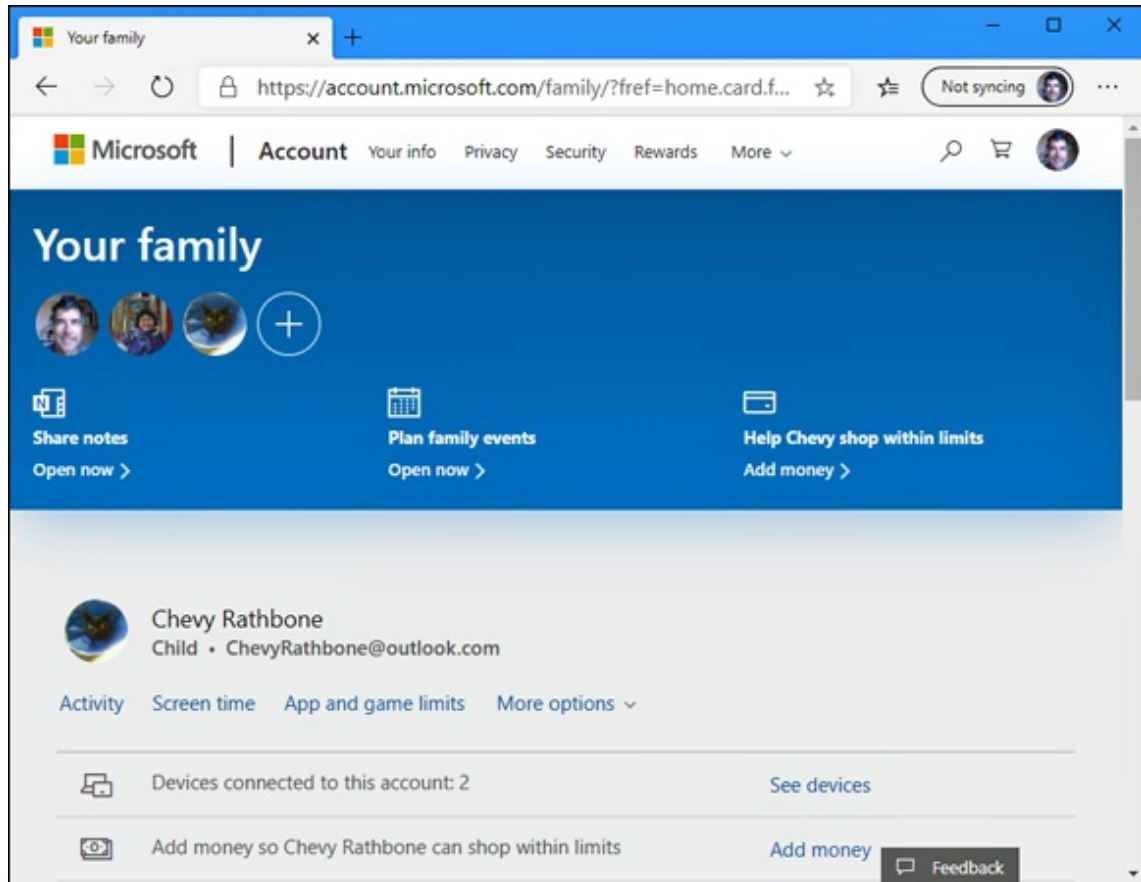 Your family
https://account.microsoft.com/family/?fref=home.card.f...
Not syncing
Microsoft | Account Your info Privacy Security Rewards More
Your family
Share notes
Open now >
Plan family events
Open now >
Help Chevy shop within limits
Add money >
Chevy Rathbone
Child • ChevyRathbone@outlook.com
Activity Screen time App and game limits More options
Devices connected to this account: 2 See devices
Add money so Chevy Rathbone can shop within limits Add money
Feedback